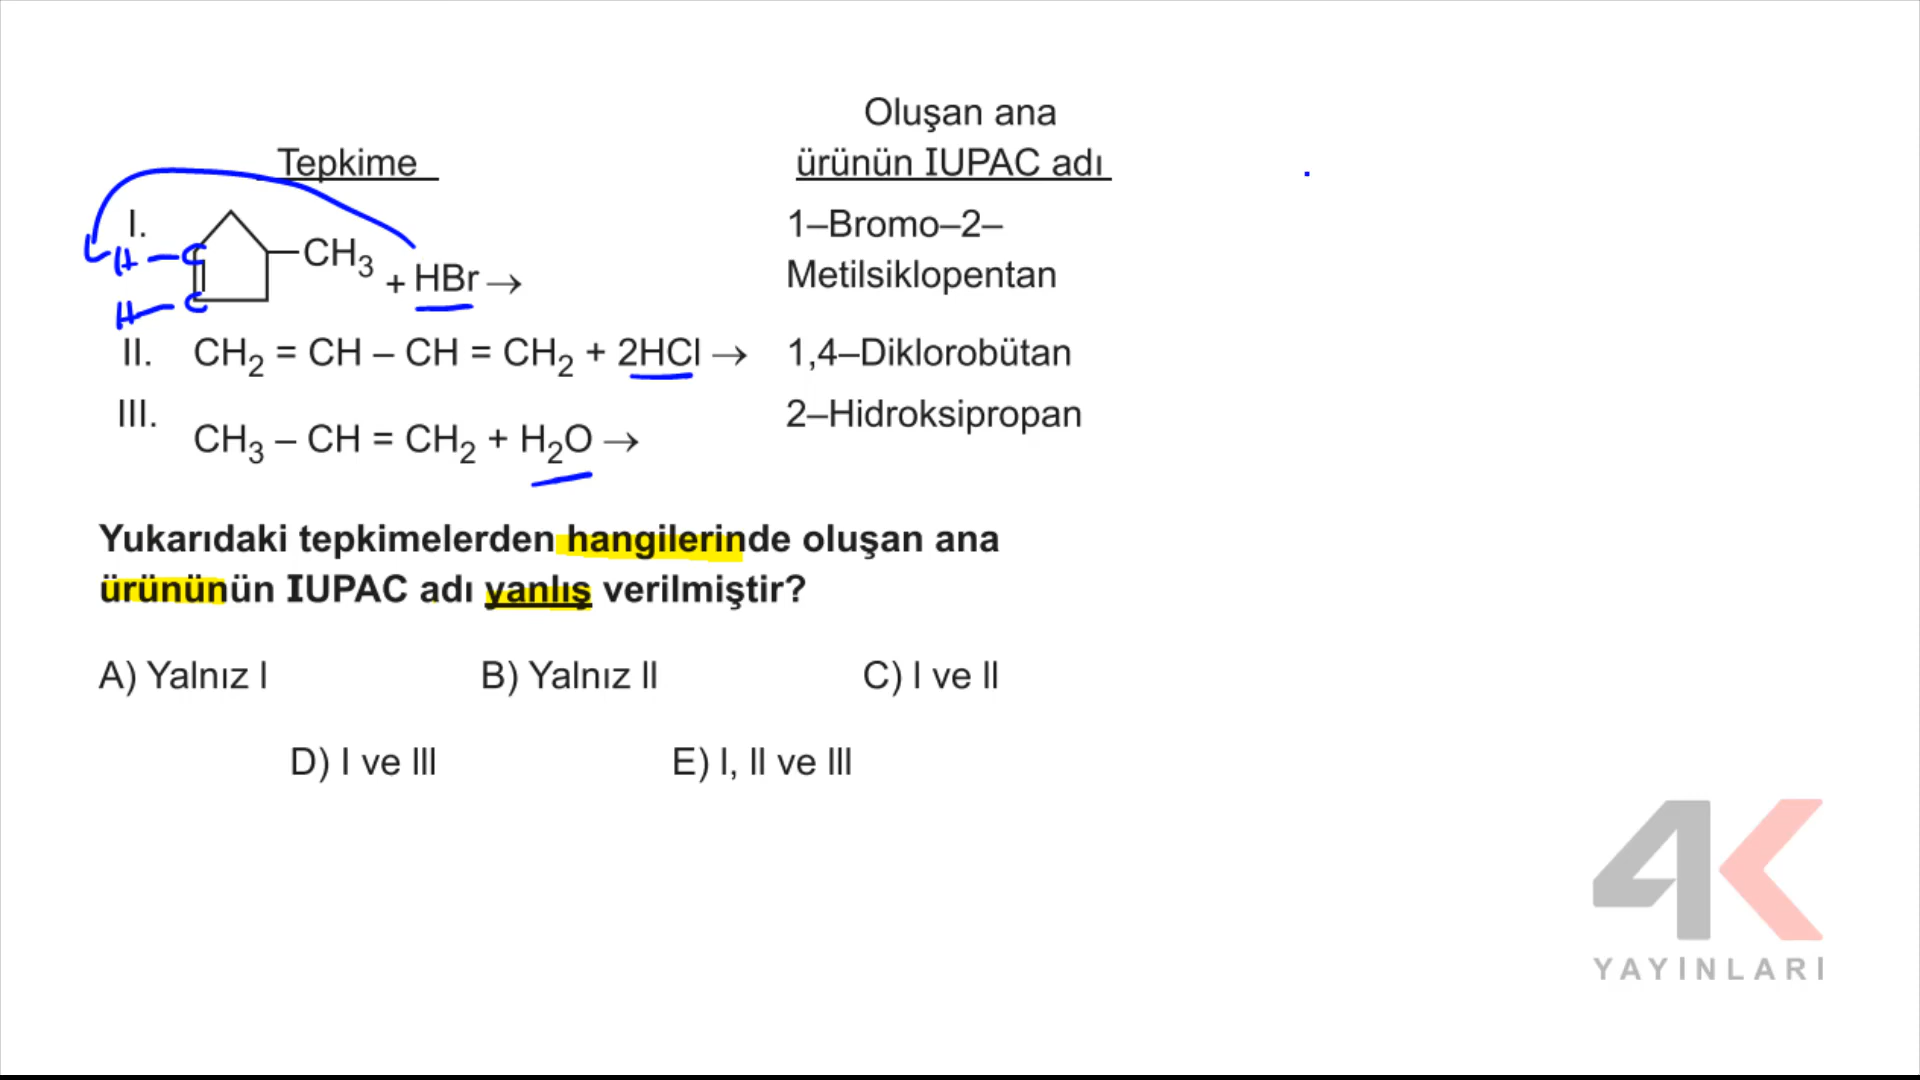 Oluşan ana
Tepkime ürünün IUPAC adı
I. CH3 + HBr → 1–Bromo–2–
Metilsiklopentan
H – C
H – C
II. CH2 = CH – CH = CH2 + 2HCl → 1,4–Diklorobütan
III. CH3 – CH = CH2 + H2O → 2–Hidroksipropan
Yukarıdaki tepkimelerden hangilerinde oluşan ana
ürününün IUPAC adı yanlış verilmiştir?
A) Yalnız I B) Yalnız II C) I ve II
D) I ve III E) I, II ve III
4K
YAYINLARI